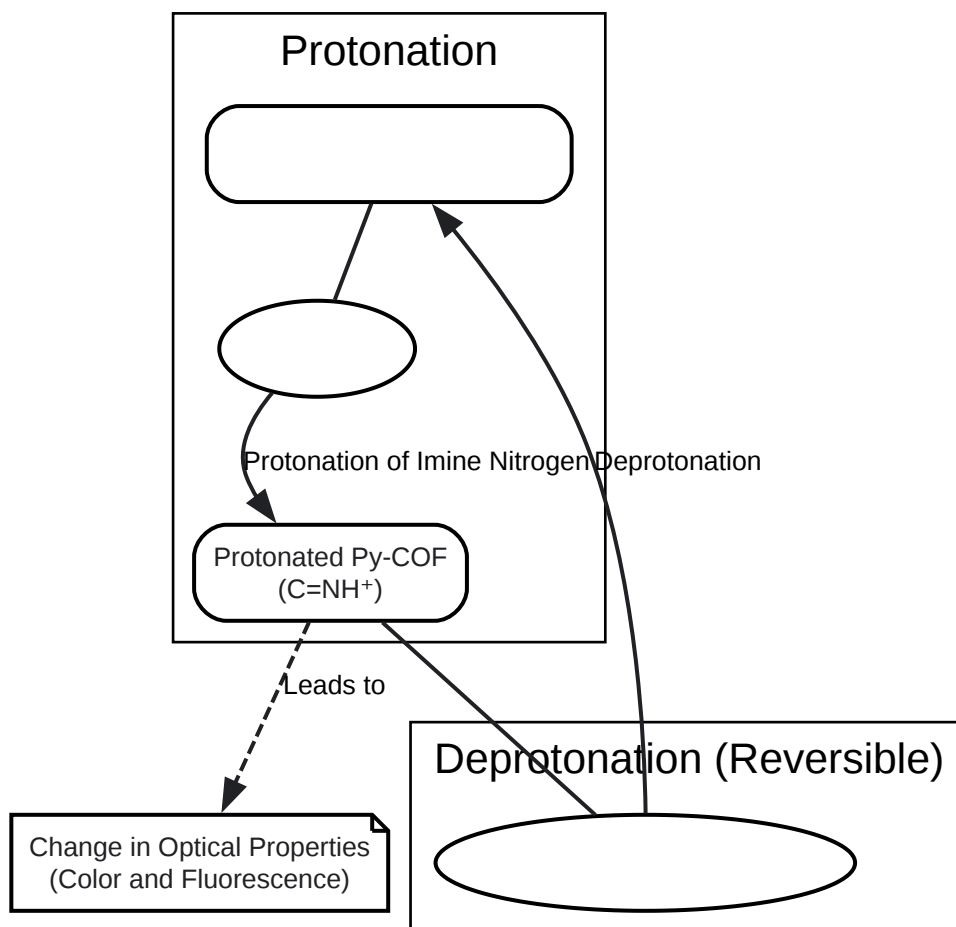 Protonation
Protonation of Imine Nitrogen
Deprotonation
Protonated Py-COF
(C=NH⁺)
Leads to
Deprotonation (Reversible)
Change in Optical Properties
(Color and Fluorescence)